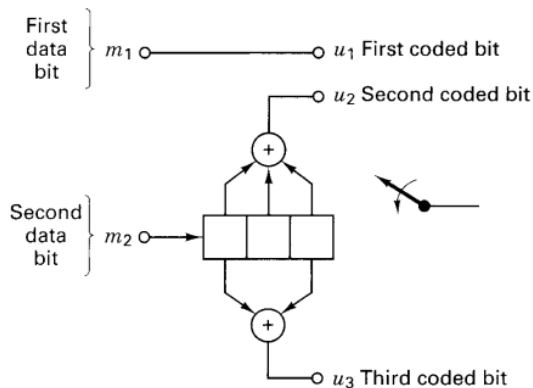 First
data
bit
m1
u1 First coded bit
u2 Second coded bit
+
Second
data
bit
m2
+
u3 Third coded bit